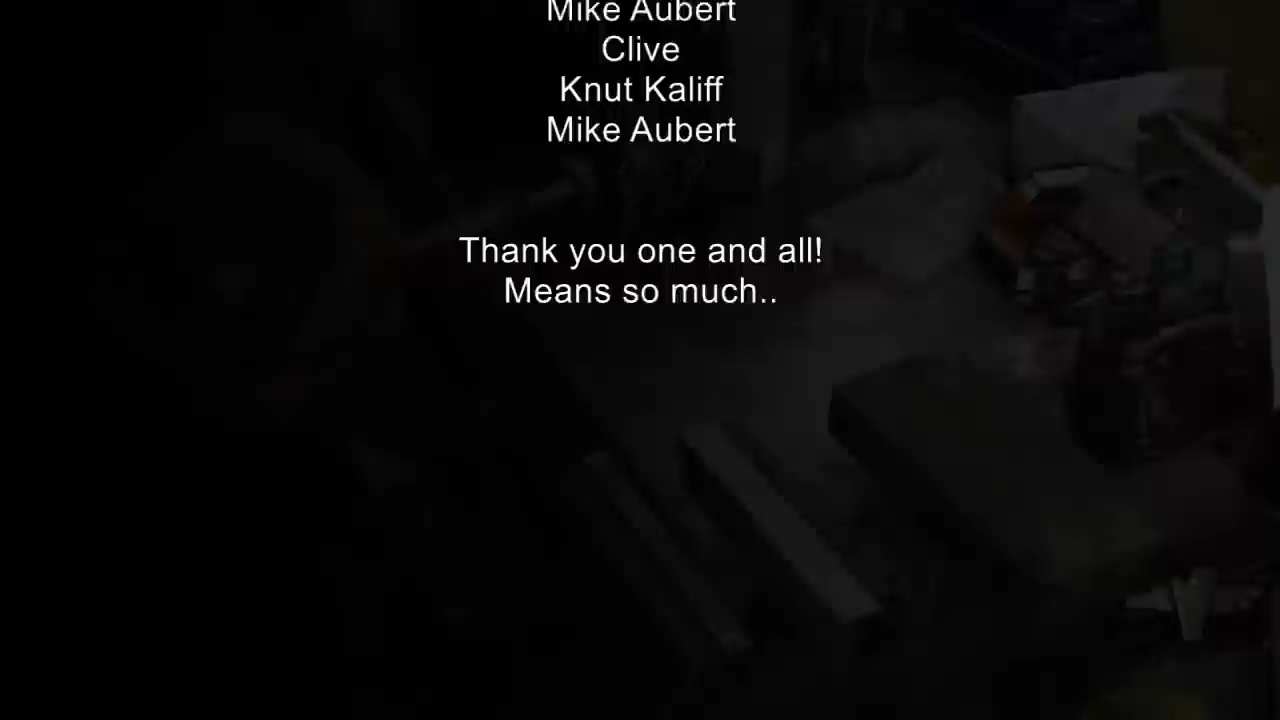 Mike Aubert
Clive
Knut Kaliff
Mike Aubert
Thank you one and all!
Means so much..